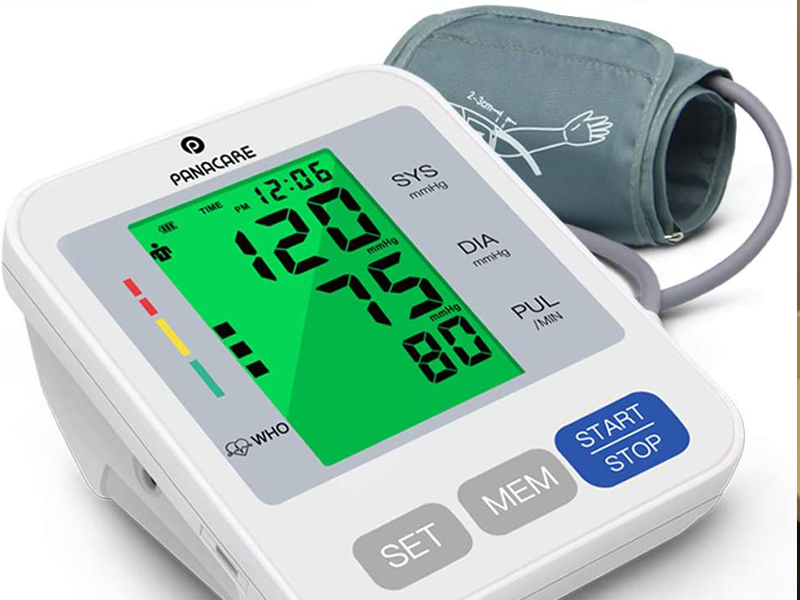 2-3cm
PANACARE
TIME PM 12:06
120 mmHg
75 mmHg
80
SYS
mmHg
DIA
mmHg
PUL
/MIN
WHO
START
STOP
MEM
SET